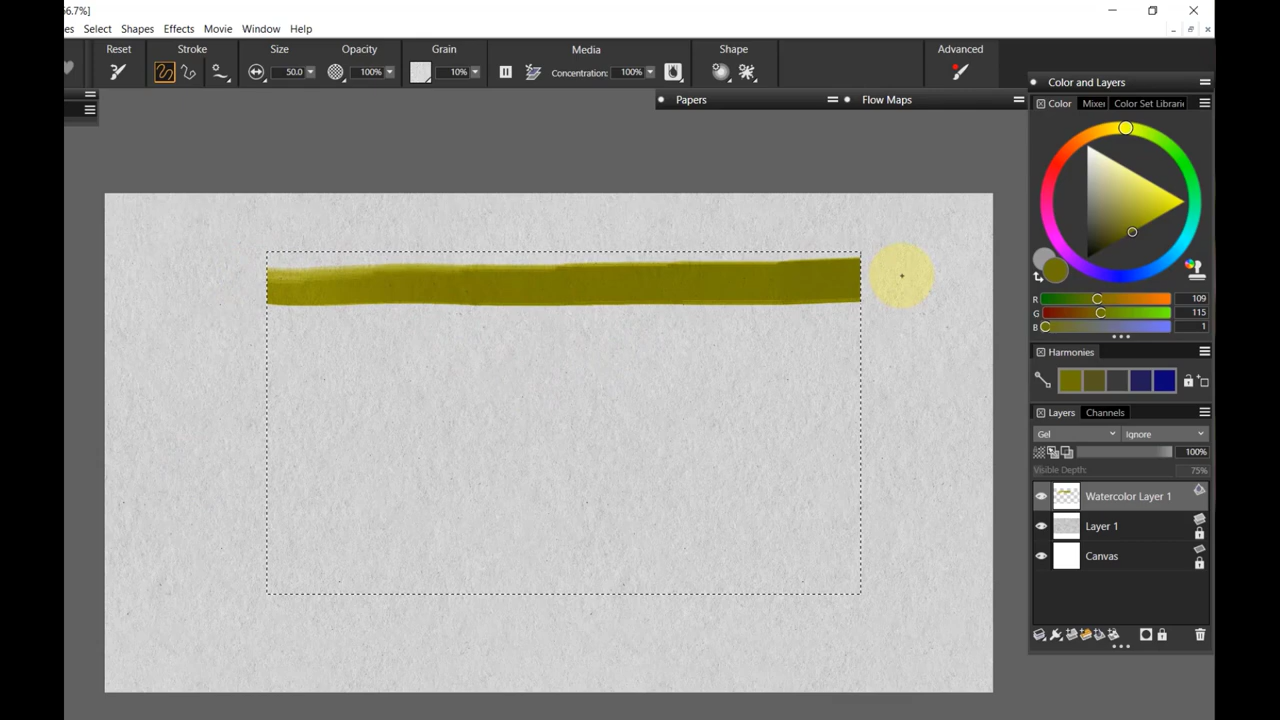 56.7%]
Select Shapes Effects Movie Window Help
Reset Stroke Size Opacity Grain Media Shape Advanced
50.0 100% 10% Concentration: 100%
Papers Flow Maps
Color and Layers
Color Mixer Color Set Librari
R 109
G 115
B 1
Harmonies
Layers Channels
Gel Ignore
100%
Visible Depth: 75%
Watercolor Layer 1
Layer 1
Canvas